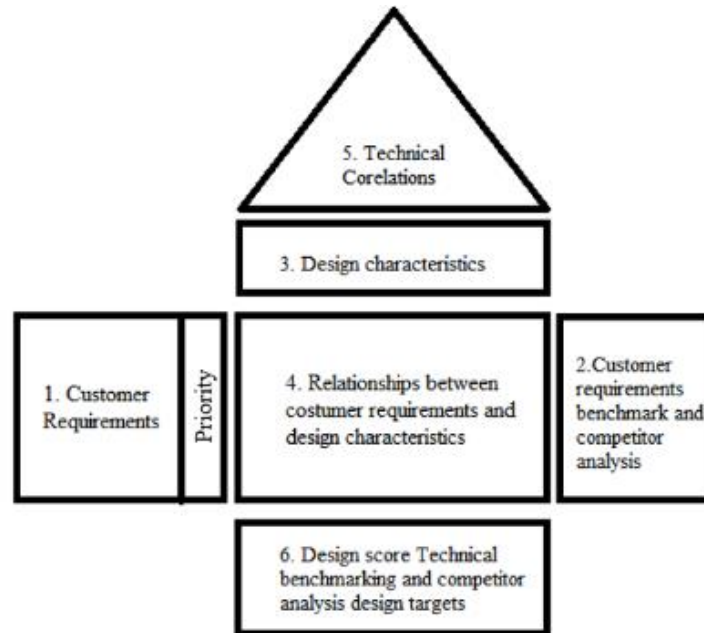 5. Technical
Corelations
3. Design characteristics
1. Customer
Requirements
Priority
4. Relationships between
costumer requirements and
design characteristics
2.Customer
requirements
benchmark and
competitor
analysis
6. Design score Technical
benchmarking and competitor
analysis design targets